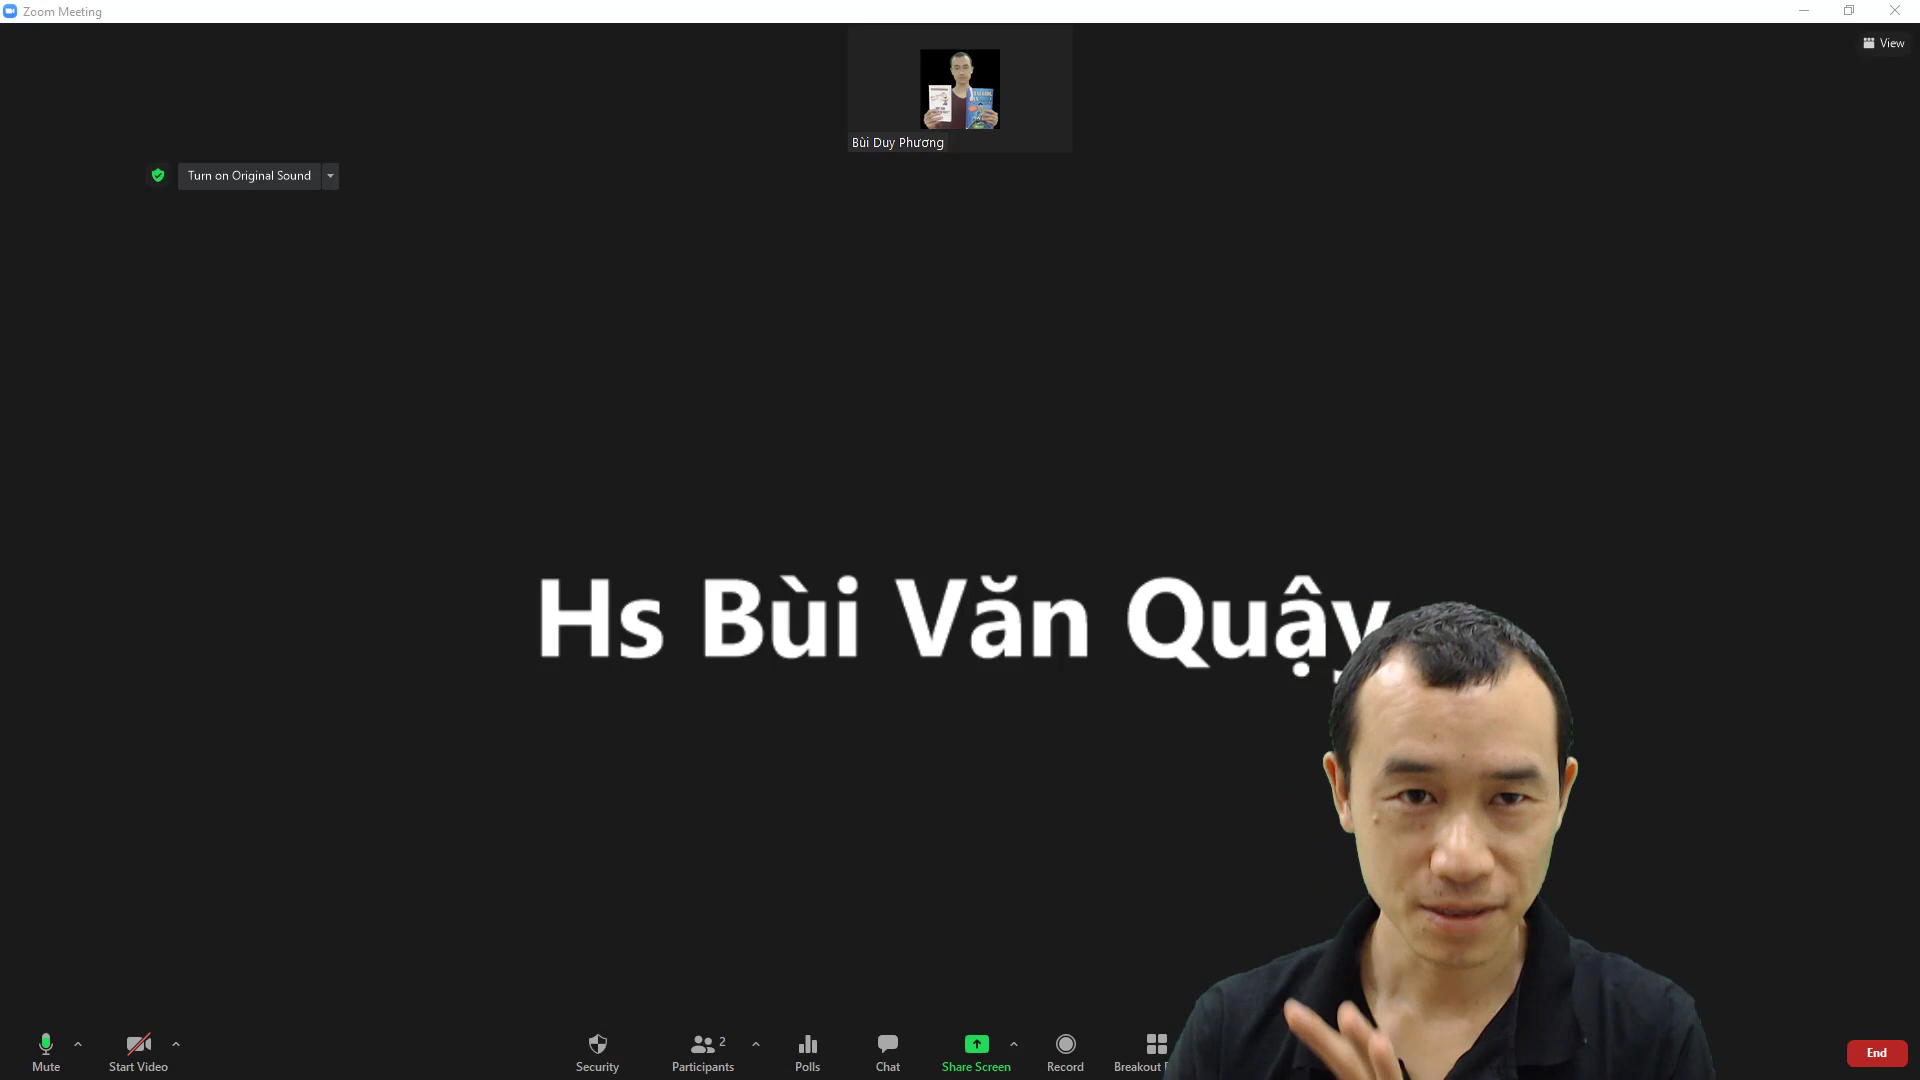 Zoom Meeting
View
Bùi Duy Phương
Turn on Original Sound
Hs Bùi Văn Quậy
Mute
Start Video
Security
2
Participants
Polls
Chat
Share Screen
Record
Breakout
End